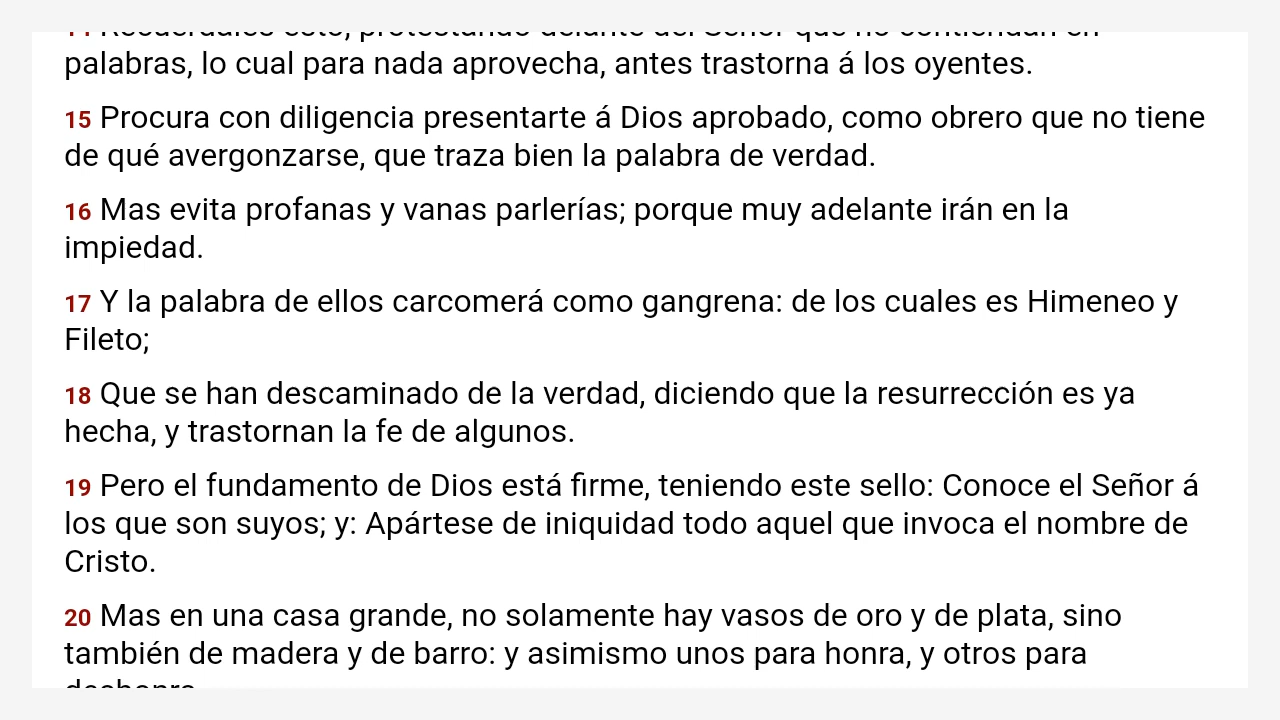 palabras, lo cual para nada aprovecha, antes trastorna á los oyentes.
15 Procura con diligencia presentarte á Dios aprobado, como obrero que no tiene
de qué avergonzarse, que traza bien la palabra de verdad.
16 Mas evita profanas y vanas parlerías; porque muy adelante irán en la
impiedad.
17 Y la palabra de ellos carcomerá como gangrena: de los cuales es Himeneo y
Fileto;
18 Que se han descaminado de la verdad, diciendo que la resurrección es ya
hecha, y trastornan la fe de algunos.
19 Pero el fundamento de Dios está firme, teniendo este sello: Conoce el Señor á
los que son suyos; y: Apártese de iniquidad todo aquel que invoca el nombre de
Cristo.
20 Mas en una casa grande, no solamente hay vasos de oro y de plata, sino
también de madera y de barro: y asimismo unos para honra, y otros para